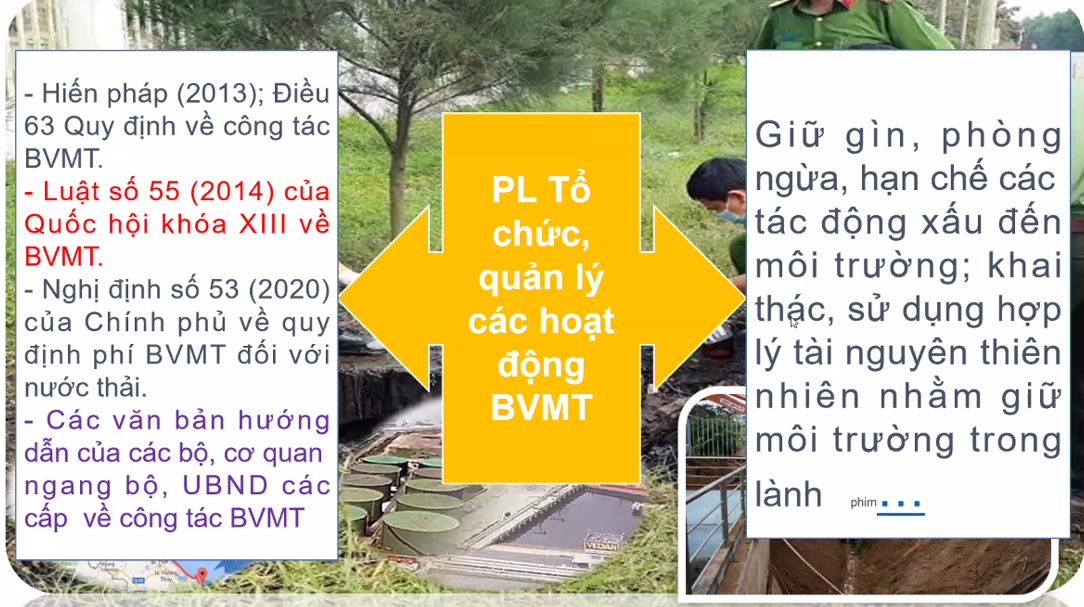 - Hiến pháp (2013); Điều
63 Quy định về công tác
BVMT.
- Luật số 55 (2014) của
Quốc hội khóa XIII về
BVMT.
- Nghị định số 53 (2020)
của Chính phủ về quy
định phí BVMT đối với
nước thải.
- Các văn bản hướng
dẫn của các bộ, cơ quan
ngang bộ, UBND các
cấp về công tác BVMT
PL Tổ
chức,
quản lý
các hoạt
động
BVMT
Giữ gìn, phòng
ngừa, hạn chế các
tác động xấu đến
môi trường; khai
thác, sử dụng hợp
lý tài nguyên thiên
nhiên nhằm giữ
môi trường trong
lành phim...
VEDAN